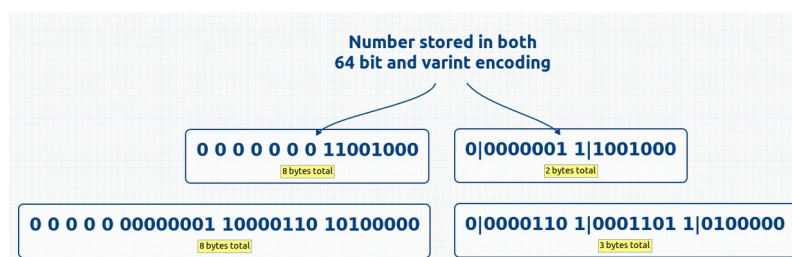 Number stored in both
64 bit and varint encoding
0 0 0 0 0 0 0 11001000
8 bytes total
0|0000001 1|1001000
2 bytes total
0 0 0 0 0 00000001 10000110 10100000
8 bytes total
0|0000110 1|0001101 1|0100000
3 bytes total